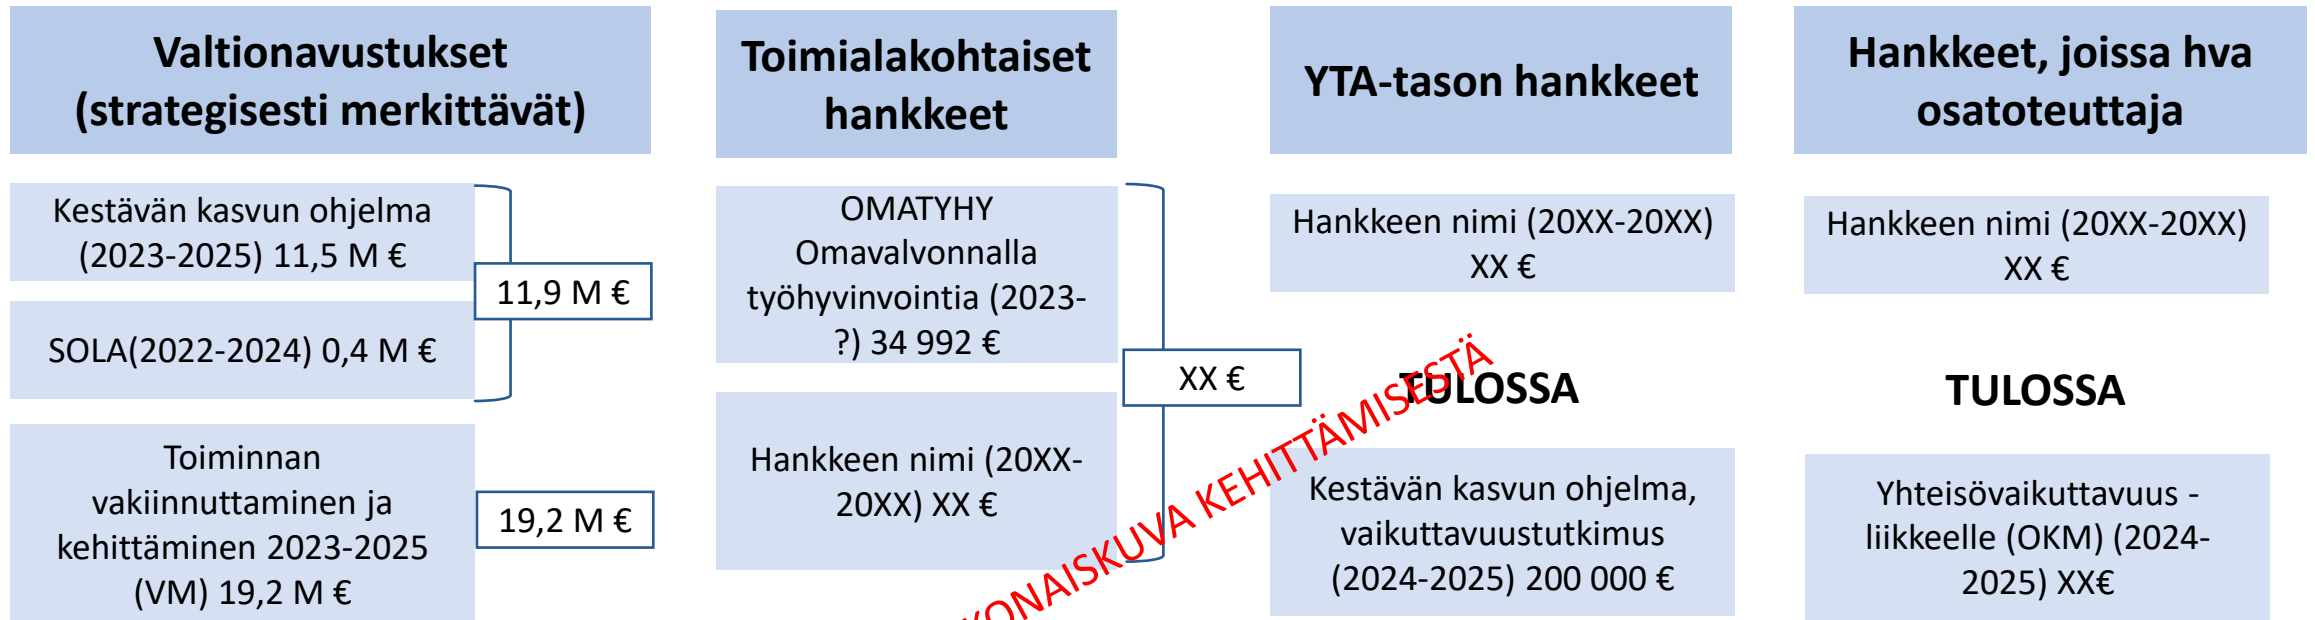 Valtionavustukset
(strategisesti merkittävät)
Kestävän kasvun ohjelma
(2023-2025) 11,5 M €
SOLA(2022-2024) 0,4 M €
11,9 M €
Toiminnan
vakiinnuttaminen ja
kehittäminen 2023-2025
(VM) 19,2 M €
19,2 M €
Toimialakohtaiset
hankkeet
OMATYHY
Omavalvonnalla
työhyvinvointia (2023-
?) 34 992 €
Hankkeen nimi (20XX-
20XX) XX €
XX €
YTA-tason hankkeet
Hankkeen nimi (20XX-20XX)
XX €
TULOSSA
Kestävän kasvun ohjelma,
vaikuttavuustutkimus
(2024-2025) 200 000 €
Hankkeet, joissa hva
osatoteuttaja
Hankkeen nimi (20XX-20XX)
XX €
TULOSSA
Yhteisövaikuttavuus -
liikkeelle (OKM) (2024-
2025) XX€
KONAISKUVA KEHITTÄMISESTÄ